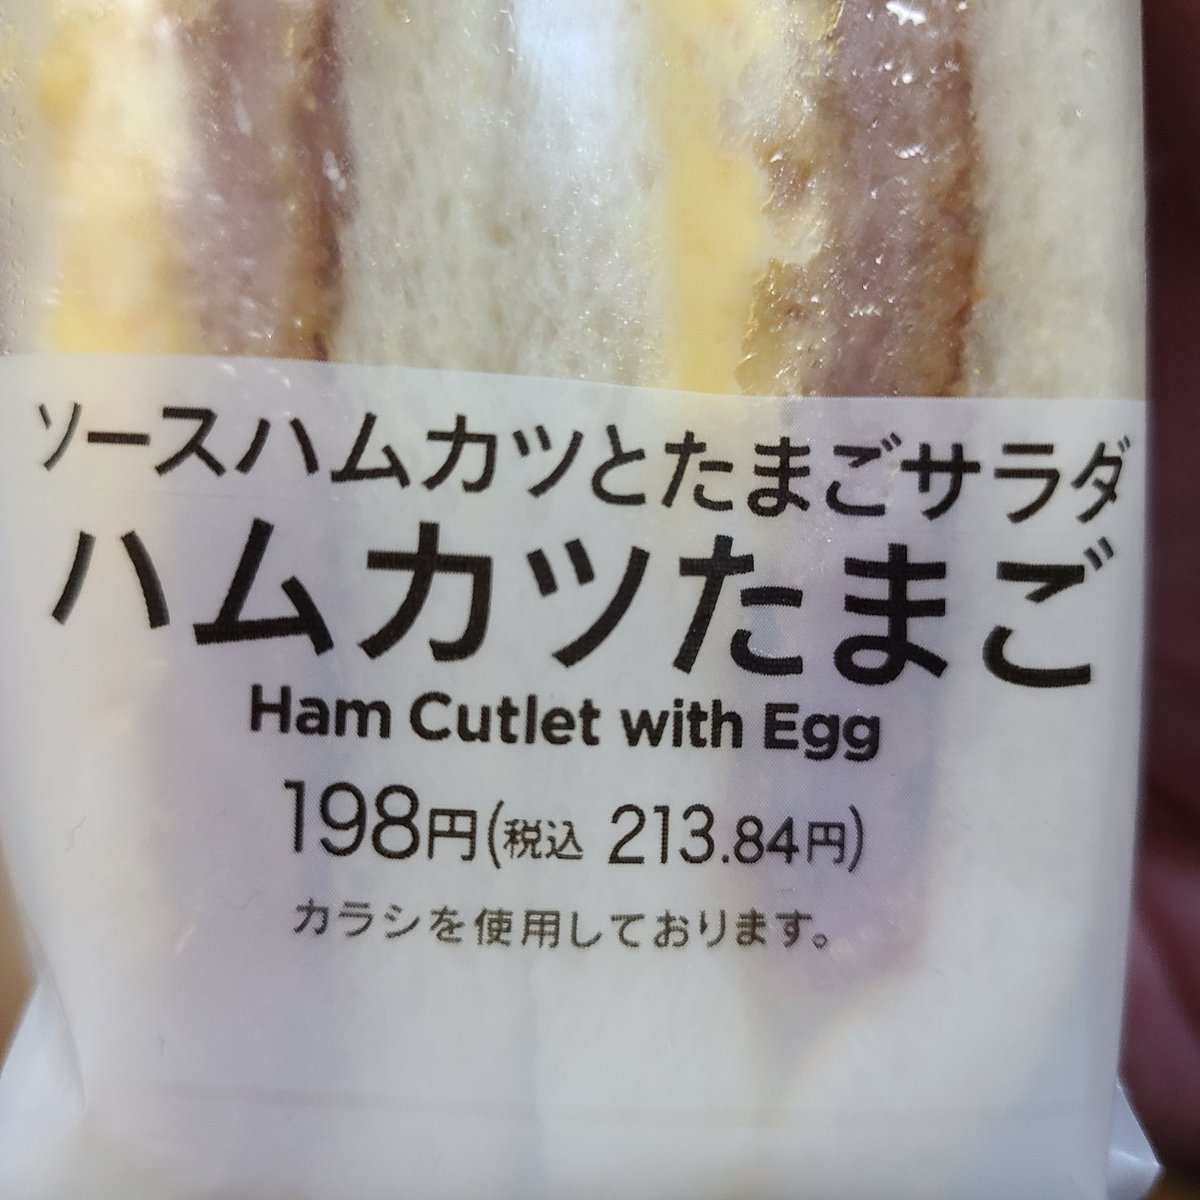 ソースハムカツとたまごサラダ
ハムカツたまご
Ham Cutlet with Egg
198円(税込 213.84円)
カラシを使用しております。